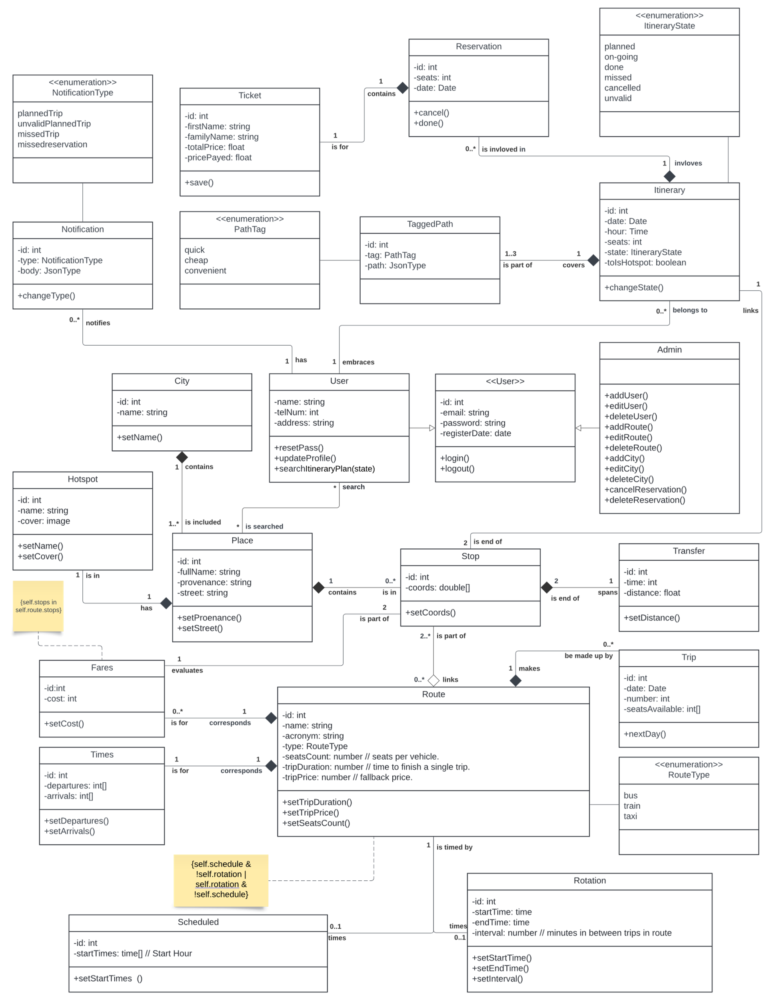 <<enumeration>>
ItineraryState
planned
on-going
done
missed
cancelled
unvalid
Reservation
-id: int
-seats: int
-date: Date
+cancel()
+done()
<<enumeration>>
NotificationType
plannedTrip
unvalidPlannedTrip
missedTrip
missedreservation
Ticket
-id: int
-firstName: string
-familyName: string
-totalPrice: float
-pricePayed: float
+save()
1
contains
1
is for
0..*
is invloved in
1
invloves
Itinerary
-id: int
-date: Date
-hour: Time
-seats: int
-state: ItineraryState
-toIsHotspot: boolean
+changeState()
<<enumeration>>
PathTag
quick
cheap
convenient
TaggedPath
-id: int
-tag: PathTag
-path: JsonType
1..3
is part of
1
covers
Notification
-id: int
-type: NotificationType
-body: JsonType
+changeType()
0..*
notifies
1
has
0..*
belongs to
1
embraces
1
links
City
-id: int
-name: string
+setName()
User
-name: string
-telNum: int
-address: string
+resetPass()
+updateProfile()
+searchItineraryPlan(state)
<<User>>
-id: int
-email: string
-password: string
-registerDate: date
+login()
+logout()
Admin
+addUser()
+editUser()
+deleteUser()
+addRoute()
+editRoute()
+deleteRoute()
+addCity()
+editCity()
+deleteCity()
+cancelReservation()
+deleteReservation()
1
contains
1..*
is included
*
search
*
is searched
Hotspot
-id: int
-name: string
-cover: image
+setName()
+setCover()
1
is in
1
has
Place
-id: int
-fullName: string
-provenance: string
-street: string
+setProenance()
+setStreet()
1
contains
0..*
is in
2
is end of
Stop
-id: int
-coords: double[]
+setCoords()
2
is end of
1
spans
Transfer
-id: int
-time: int
-distance: float
+setDistance()
{self.stops in
self.route.stops}
2
is part of
1
evaluates
2..*
is part of
0..*
links
0..*
be made up by
1
makes
Trip
-id: int
-date: Date
-number: int
-seatsAvailable: int[]
+nextDay()
Fares
-id:int
-cost: int
+setCost()
0..*
is for
1
corresponds
Route
-id: int
-name: string
-acronym: string
-type: RouteType
-seatsCount: number // seats per vehicle.
-tripDuration: number // time to finish a single trip.
-tripPrice: number // fallback price.
+setTripDuration()
+setTripPrice()
+setSeatsCount()
Times
-id: int
-departures: int[]
-arrivals: int[]
+setDepartures()
+setArrivals()
1
is for
1
corresponds
<<enumeration>>
RouteType
bus
train
taxi
1
is timed by
{self.schedule &
!self.rotation |
self.rotation &
!self.schedule}
Scheduled
-id: int
-startTimes: time[] // Start Hour
+setStartTimes ()
0..1
times
times
0..1
Rotation
-id: int
-startTime: time
-endTime: time
-interval: number // minutes in between trips in route
+setStartTime()
+setEndTime()
+setInterval()